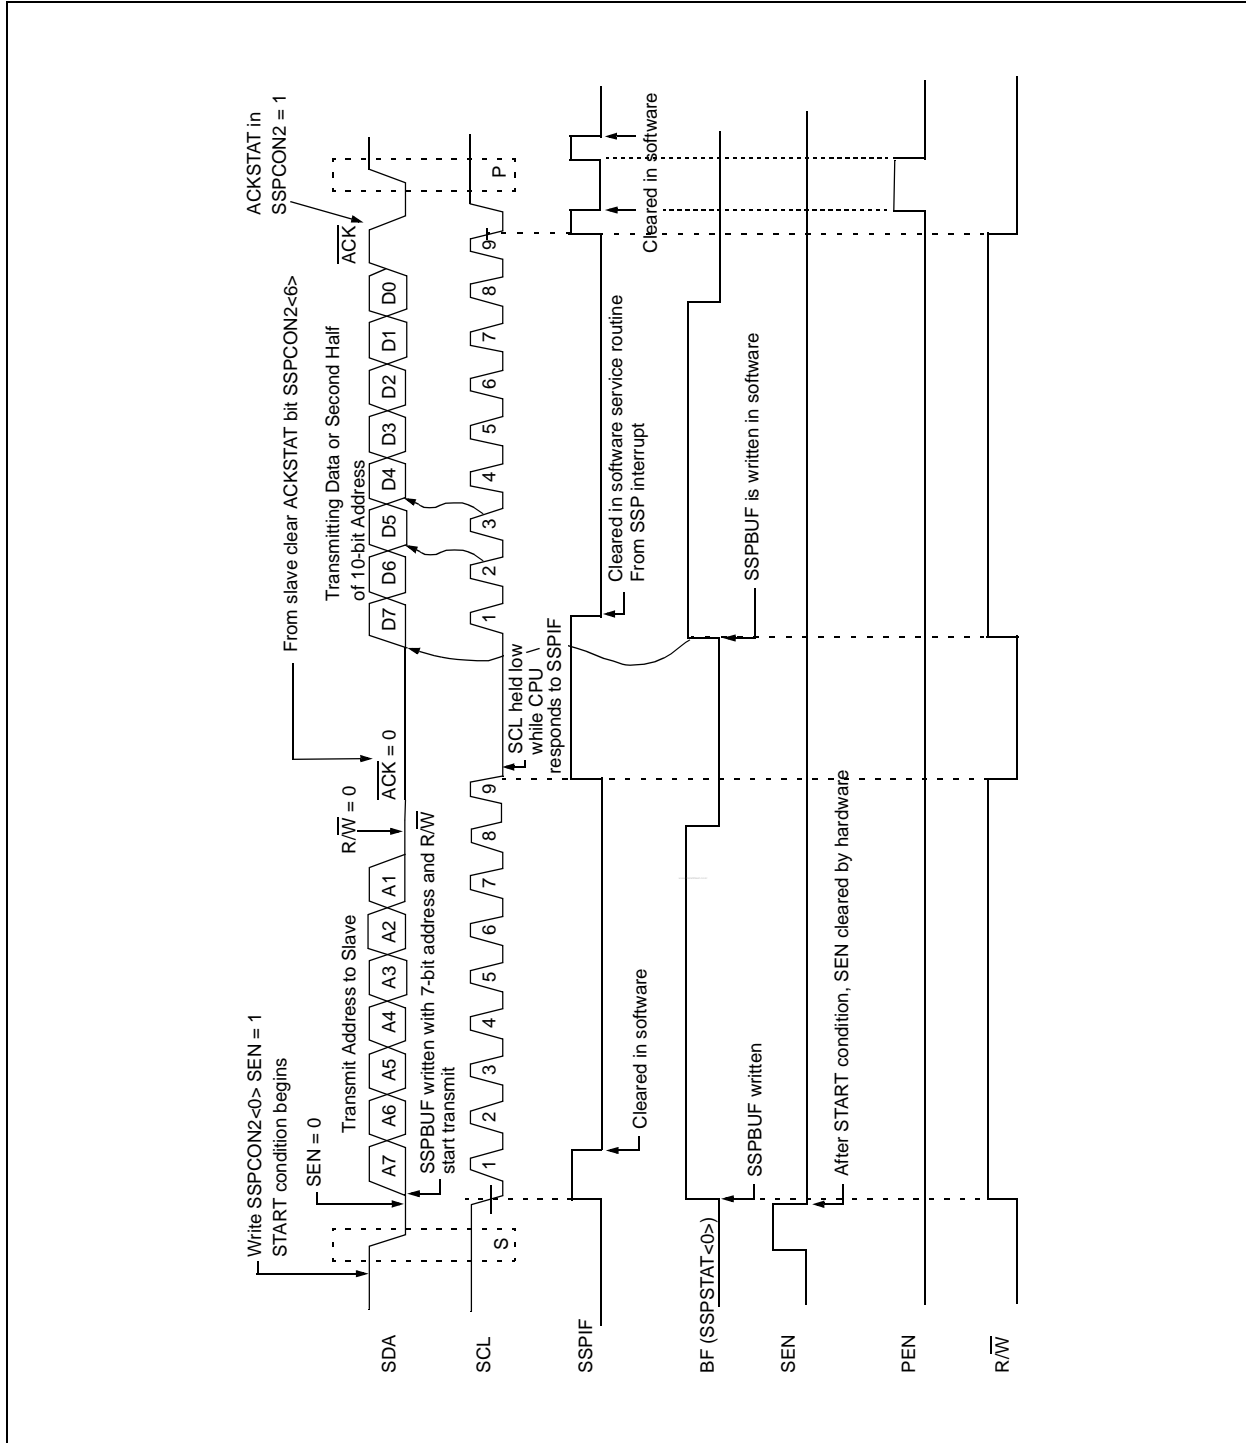 Write SSPCON2<0> SEN = 1
START condition begins
SEN = 0
Transmit Address to Slave
R/W = 0
From slave clear ACKSTAT bit SSPCON2<6>
ACK = 0
Transmitting Data or Second Half
of 10-bit Address
ACKSTAT in
SSPCON2 = 1
ACK
SDA
A7 A6 A5 A4 A3 A2 A1
D7 D6 D5 D4 D3 D2 D1 D0
SSPBUF written with 7-bit address and R/W
start transmit
SCL
S
1 2 3 4 5 6 7 8 9
1 2 3 4 5 6 7 8 9
P
SCL held low
while CPU
responds to SSPIF
SSPIF
Cleared in software
Cleared in software service routine
From SSP interrupt
Cleared in software
Cleared in software
BF (SSPSTAT<0>)
SSPBUF written
SSPBUF is written in software
SEN
After START condition, SEN cleared by hardware
PEN
R/W